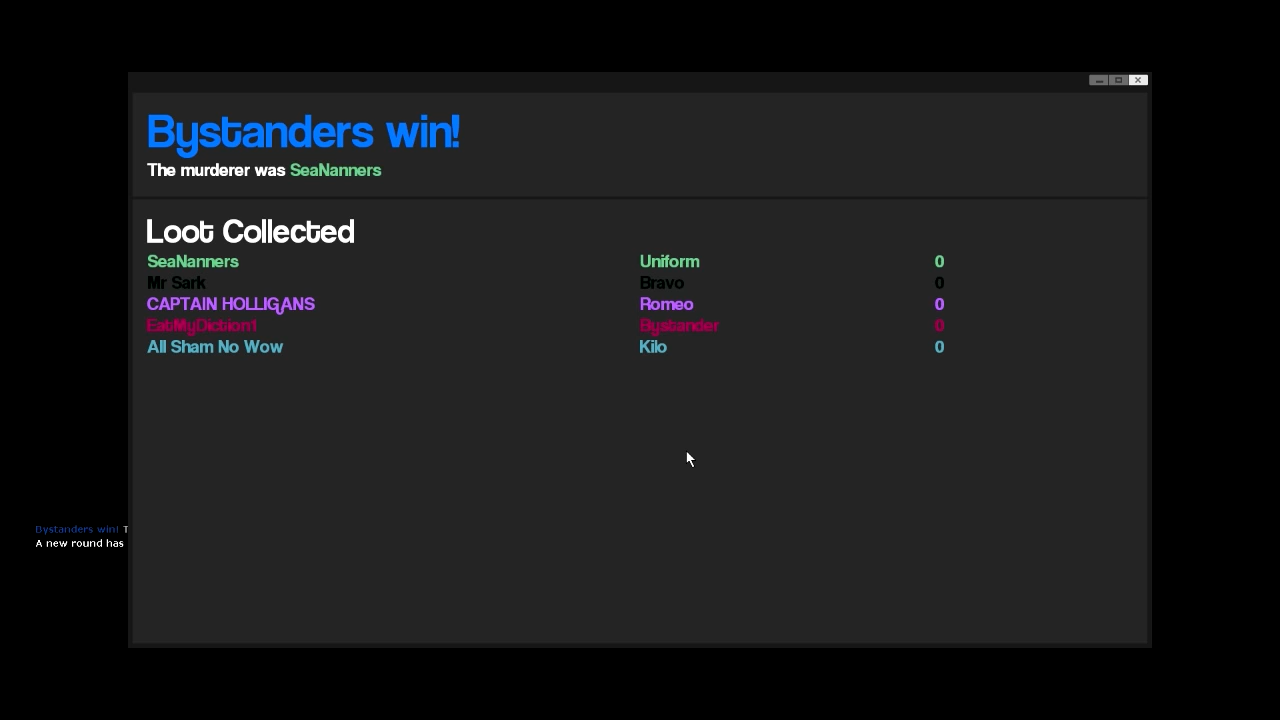 Bystanders win!
The murderer was SeaNanners
Loot Collected
SeaNanners Uniform 0
Mr Sark Bravo 0
CAPTAIN HOLLIGANS Romeo 0
EatMyDiction1 Bystander 0
All Sham No Wow Kilo 0
Bystanders win! T
A new round has